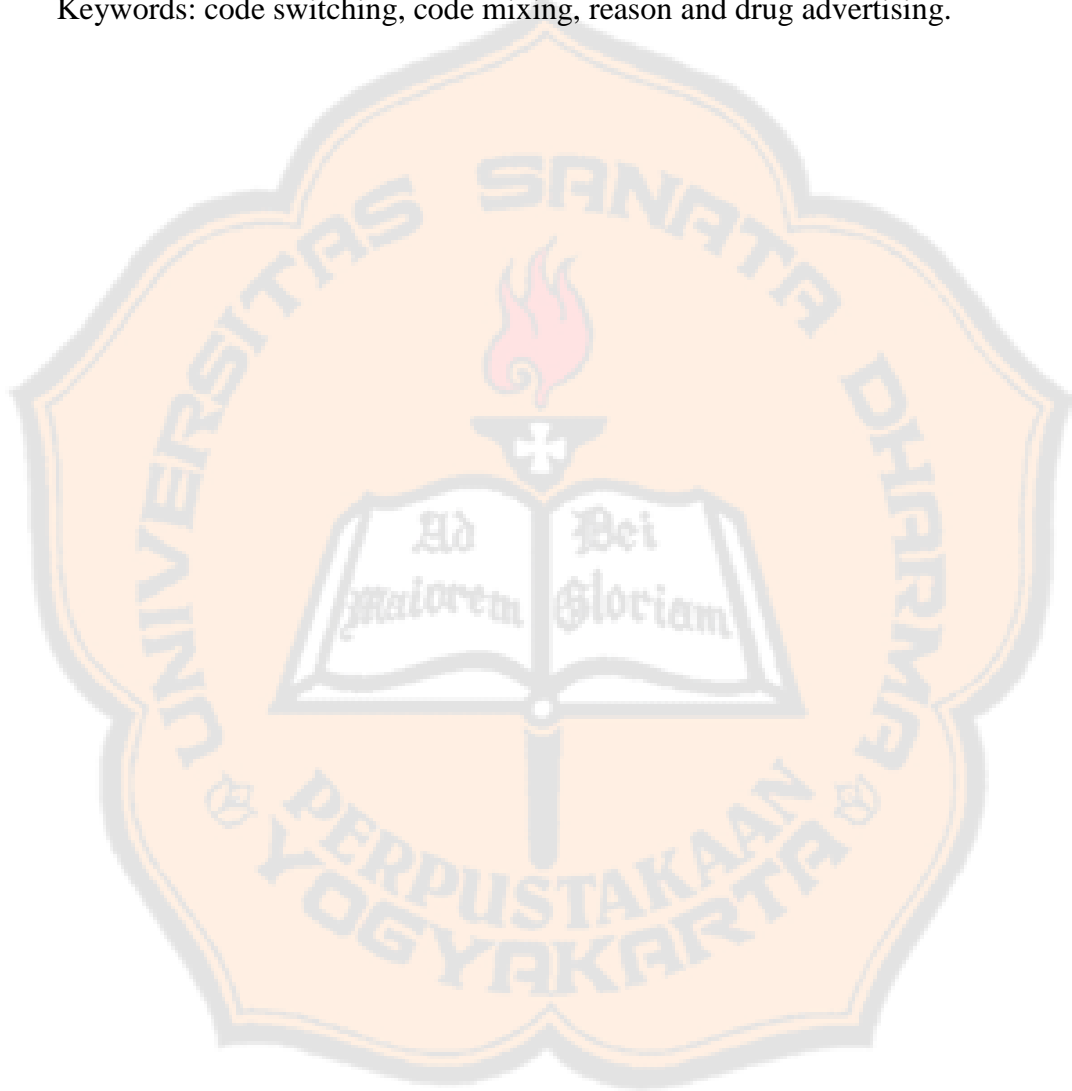 Keywords: code switching, code mixing, reason and drug advertising.
UNIVERSITAS SANATA DHARMA
Ad Dei
Maiorem Gloriam
PERPUSTAKAAN
YOGYAKARTA